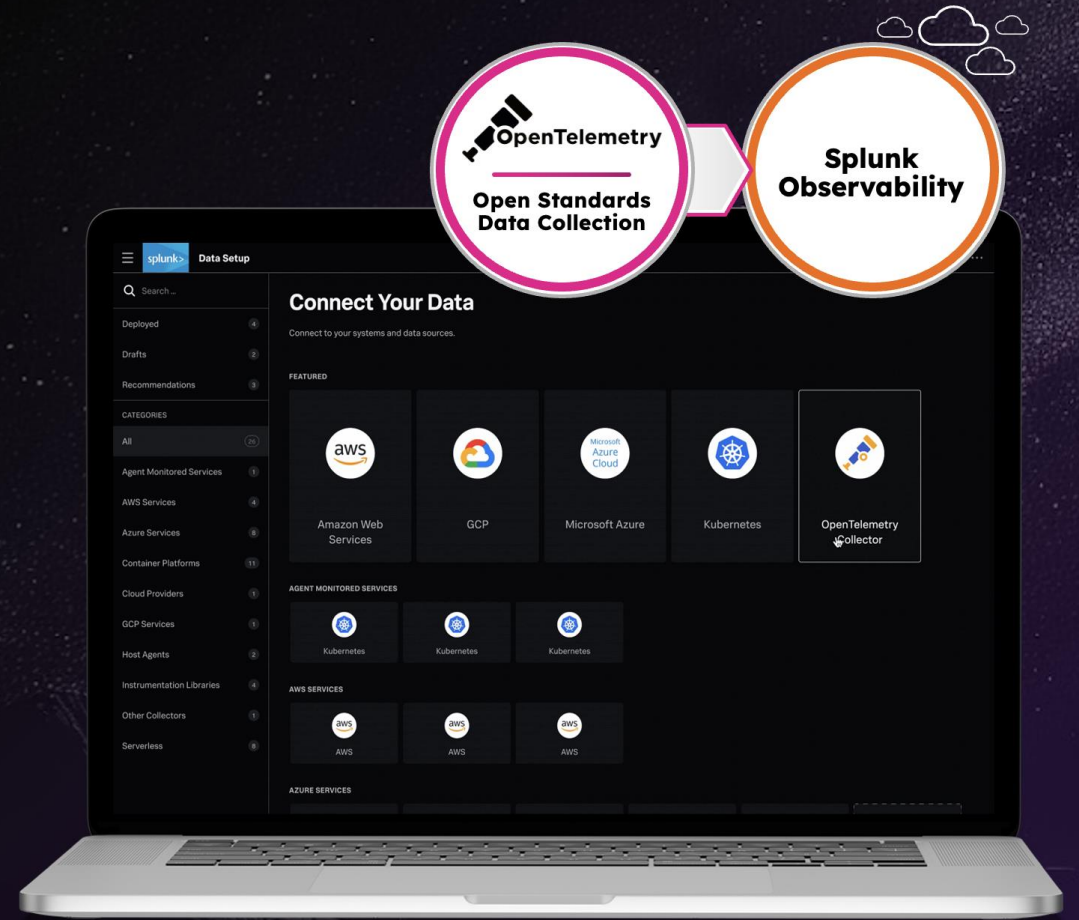 OpenTelemetry
Open Standards
Data Collection
Splunk
Observability
splunk>
Data Setup
Search ...
Deployed 4
Drafts 2
Recommendations 3
CATEGORIES
All 26
Agent Monitored Services 1
AWS Services 4
Azure Services 8
Container Platforms 11
Cloud Providers 1
GCP Services 1
Host Agents 2
Instrumentation Libraries 4
Other Collectors 1
Serverless 8
Connect Your Data
Connect to your systems and data sources.
FEATURED
aws
Amazon Web
Services
GCP
Microsoft
Azure
Cloud
Microsoft Azure
Kubernetes
OpenTelemetry
Collector
AGENT MONITORED SERVICES
Kubernetes
Kubernetes
Kubernetes
AWS SERVICES
aws
AWS
aws
AWS
aws
AWS
AZURE SERVICES